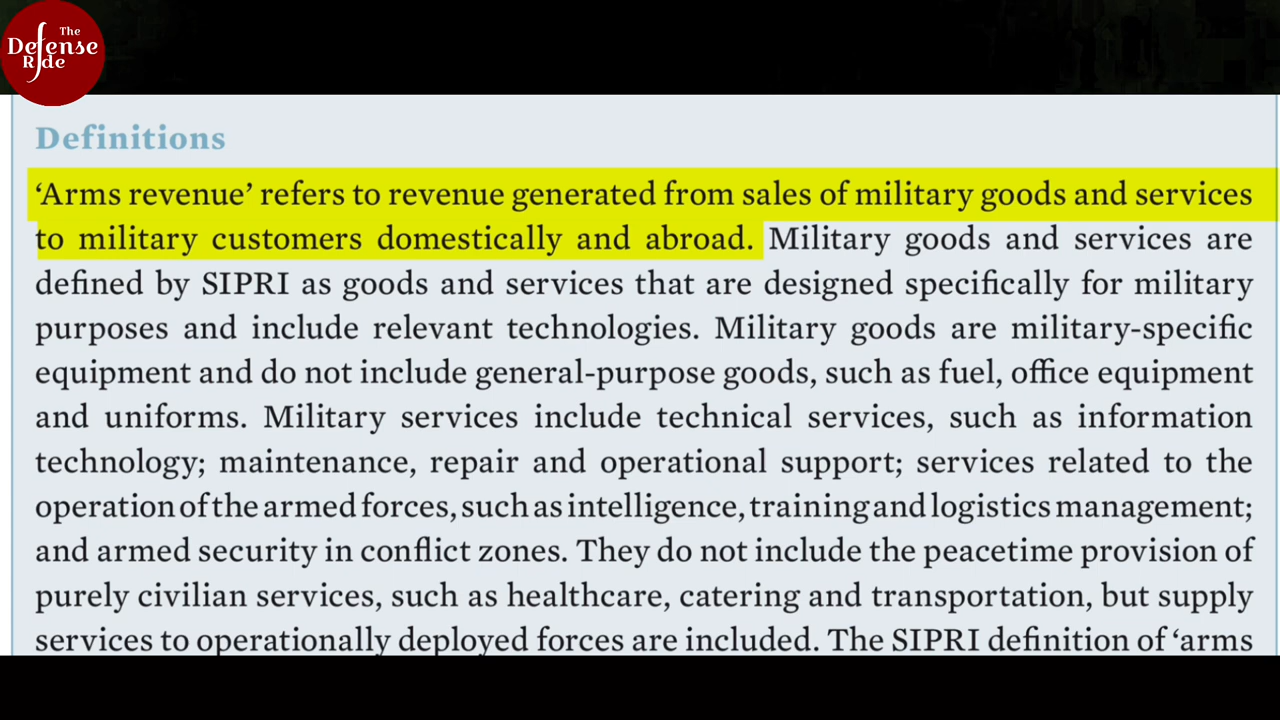 The
Defense
Ride
Definitions
‘Arms revenue’ refers to revenue generated from sales of military goods and services
to military customers domestically and abroad. Military goods and services are
defined by SIPRI as goods and services that are designed specifically for military
purposes and include relevant technologies. Military goods are military-specific
equipment and do not include general-purpose goods, such as fuel, office equipment
and uniforms. Military services include technical services, such as information
technology; maintenance, repair and operational support; services related to the
operation of the armed forces, such as intelligence, training and logistics management;
and armed security in conflict zones. They do not include the peacetime provision of
purely civilian services, such as healthcare, catering and transportation, but supply
services to operationally deployed forces are included. The SIPRI definition of ‘arms